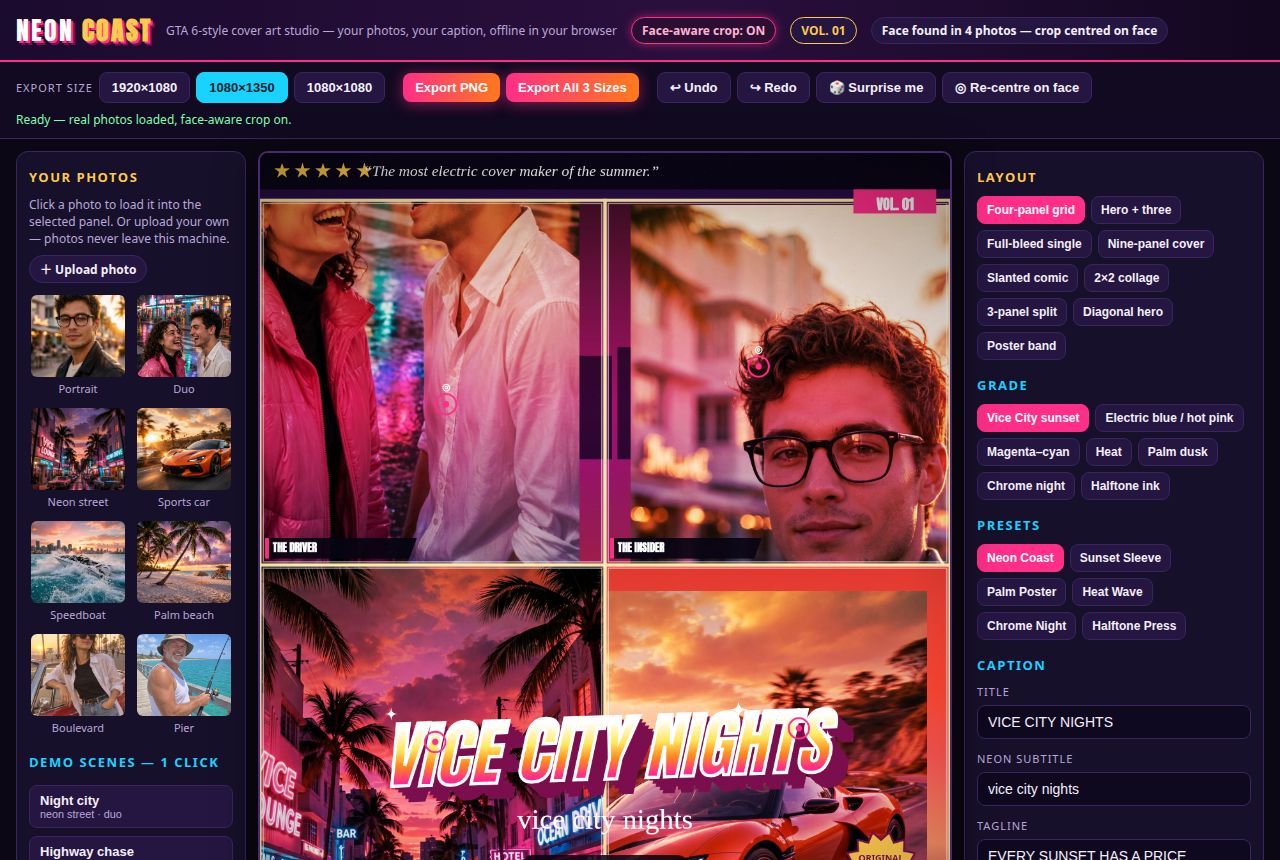 NEON COAST
GTA 6-style cover art studio — your photos, your caption, offline in your browser
Face-aware crop: ON
VOL. 01
Face found in 4 photos — crop centred on face
EXPORT SIZE
1920×1080
1080×1350
1080×1080
Export PNG
Export All 3 Sizes
↩ Undo
↪ Redo
🎲 Surprise me
◎ Re-centre on face
Ready — real photos loaded, face-aware crop on.
YOUR PHOTOS
Click a photo to load it into the
selected panel. Or upload your own
— photos never leave this machine.
+ Upload photo
Portrait
Duo
Neon street
Sports car
Speedboat
Palm beach
Boulevard
Pier
DEMO SCENES — 1 CLICK
Night city
neon street · duo
Highway chase
★★★★★
“The most electric cover maker of the summer.”
VOL. 01
THE DRIVER
THE INSIDER
VICE CITY NIGHTS
vice city nights
VICE
LOUNGE
BAR
OCEAN DRIVE
HOTEL
ORIGINAL
LAYOUT
Four-panel grid
Hero + three
Full-bleed single
Nine-panel cover
Slanted comic
2×2 collage
3-panel split
Diagonal hero
Poster band
GRADE
Vice City sunset
Electric blue / hot pink
Magenta–cyan
Heat
Palm dusk
Chrome night
Halftone ink
PRESETS
Neon Coast
Sunset Sleeve
Palm Poster
Heat Wave
Chrome Night
Halftone Press
CAPTION
TITLE
VICE CITY NIGHTS
NEON SUBTITLE
vice city nights
TAGLINE
EVERY SUNSET HAS A PRICE